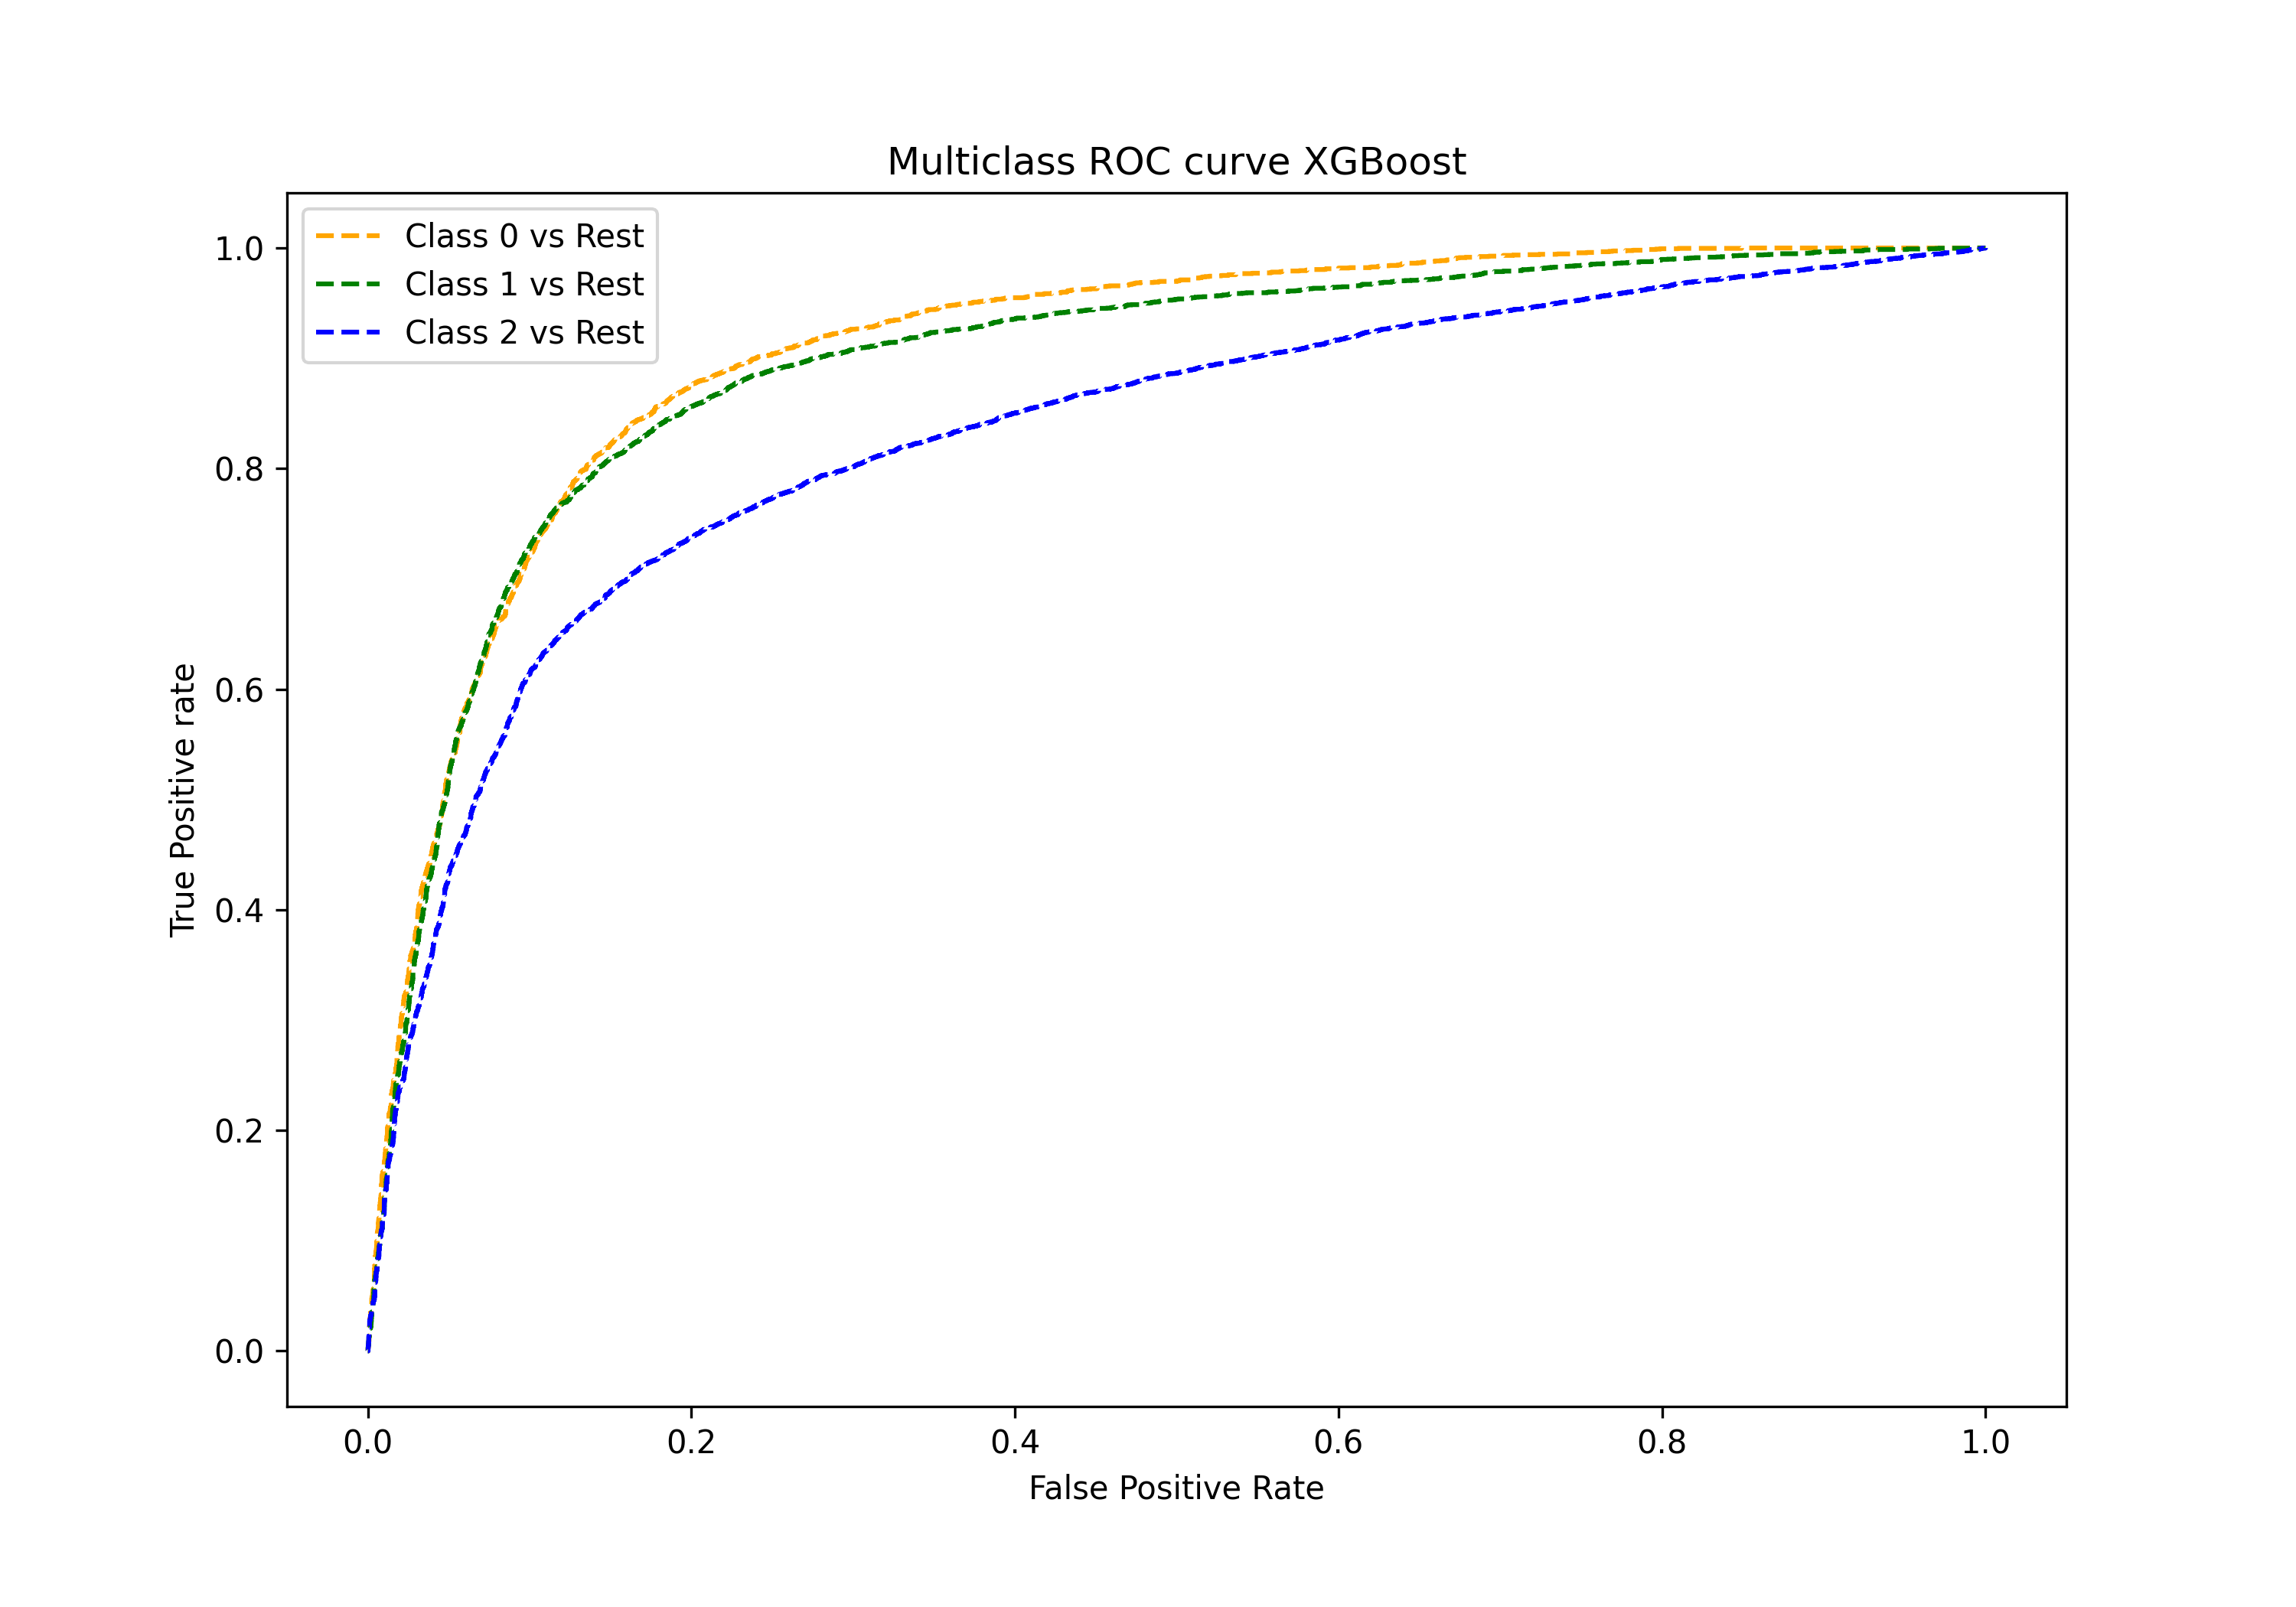 Multiclass ROC curve XGBoost
Class 0 vs Rest
Class 1 vs Rest
Class 2 vs Rest
1.0
0.8
0.6
0.4
0.2
0.0
True Positive rate
0.0 0.2 0.4 0.6 0.8 1.0
False Positive Rate